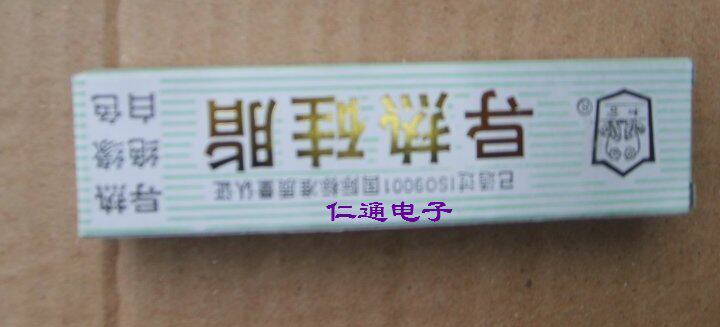 已通过ISO9001国际标准质量认证
导热硅脂
®
导热
绝缘
白色
仁通电子